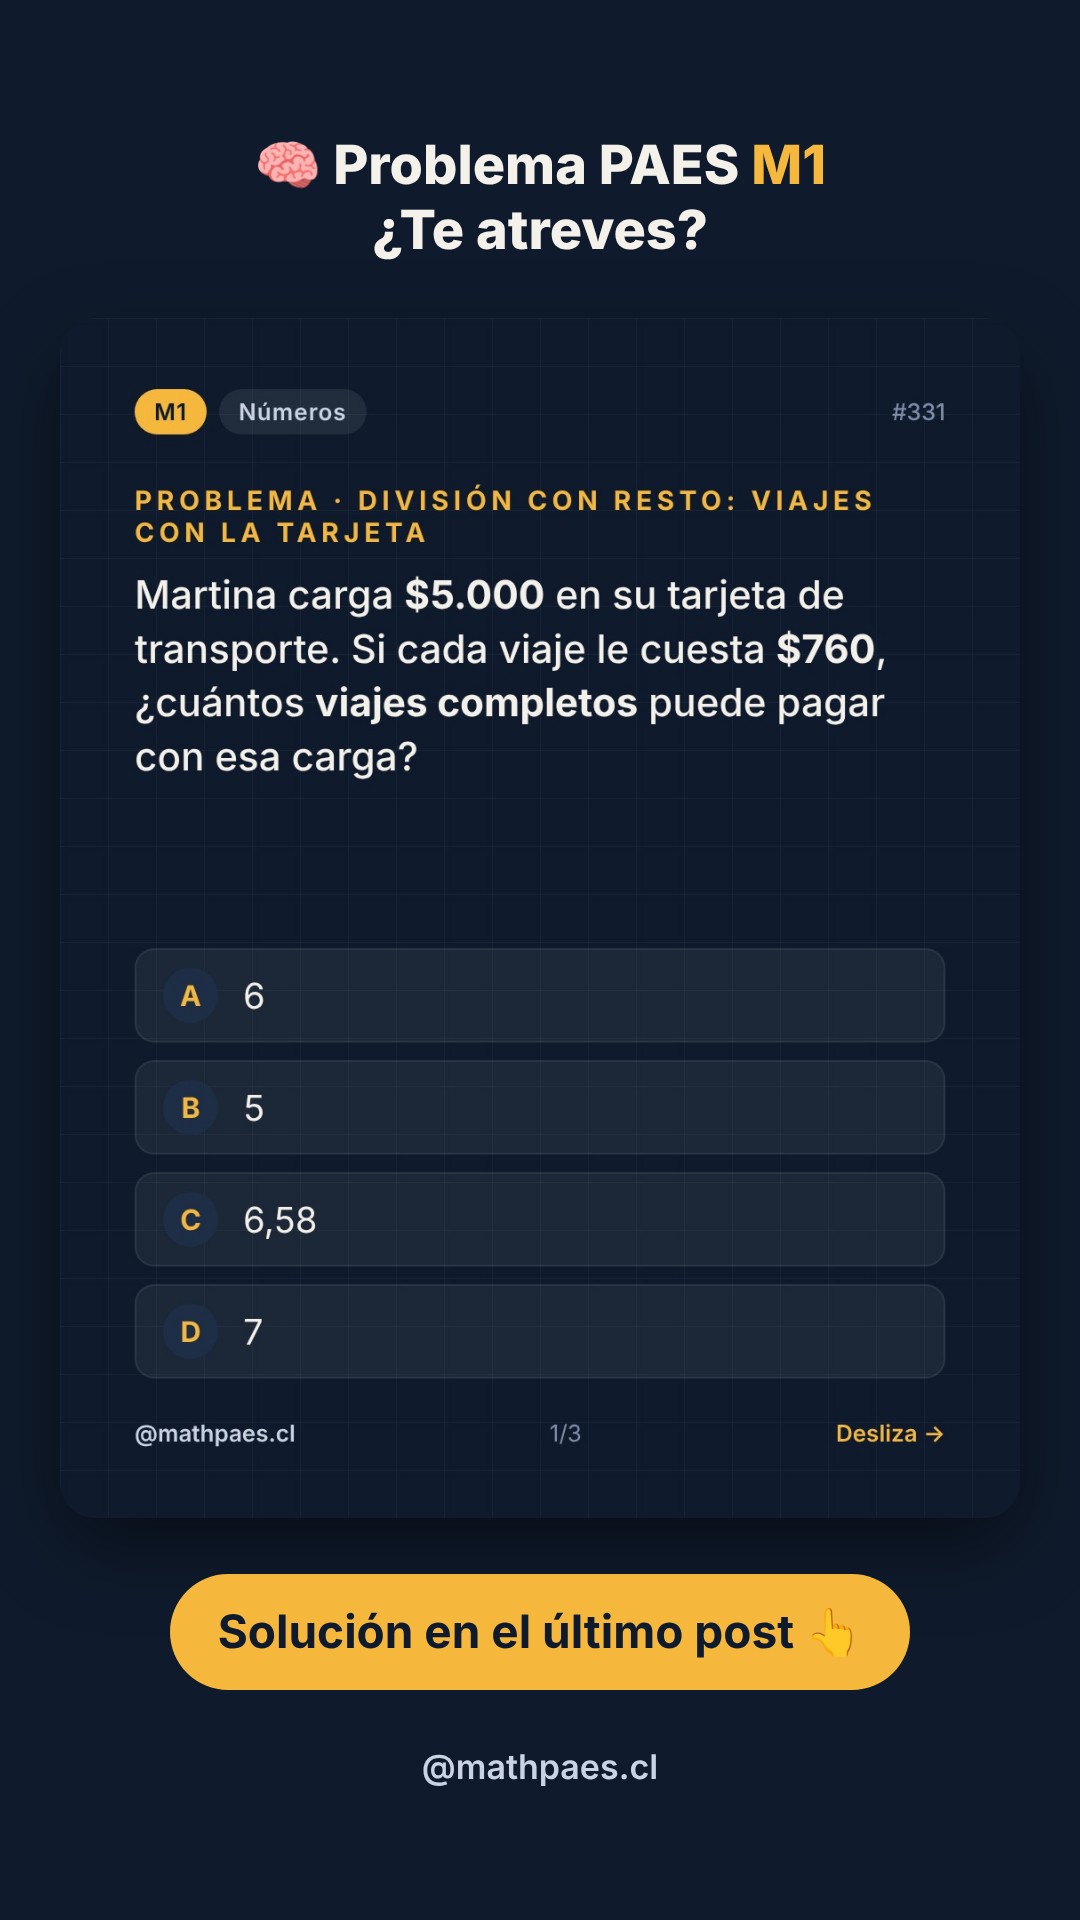 🧠 Problema PAES M1
¿Te atreves?
M1 Números #331
PROBLEMA · DIVISIÓN CON RESTO: VIAJES
CON LA TARJETA
Martina carga $5.000 en su tarjeta de
transporte. Si cada viaje le cuesta $760,
¿cuántos viajes completos puede pagar
con esa carga?
A 6
B 5
C 6,58
D 7
@mathpaes.cl 1/3 Desliza →
Solución en el último post 👆
@mathpaes.cl